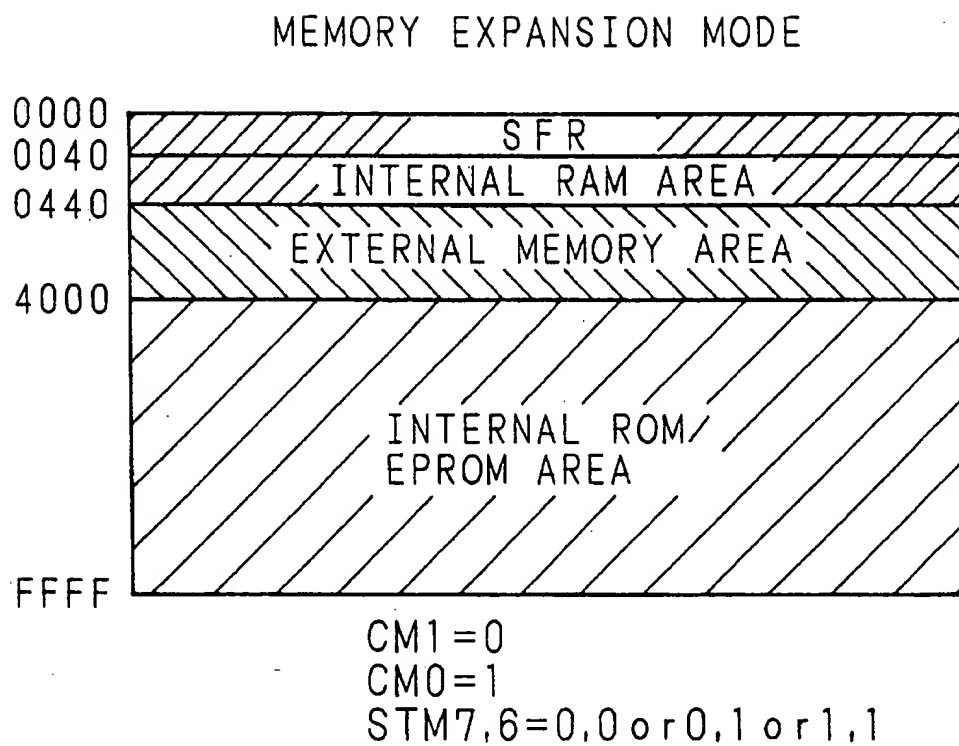 MEMORY EXPANSION MODE
0000
SFR
0040
INTERNAL RAM AREA
0440
EXTERNAL MEMORY AREA
4000
INTERNAL ROM/
EPROM AREA
FFFF
CM1=0
CM0=1
STM7,6=0,0 or 0,1 or 1,1